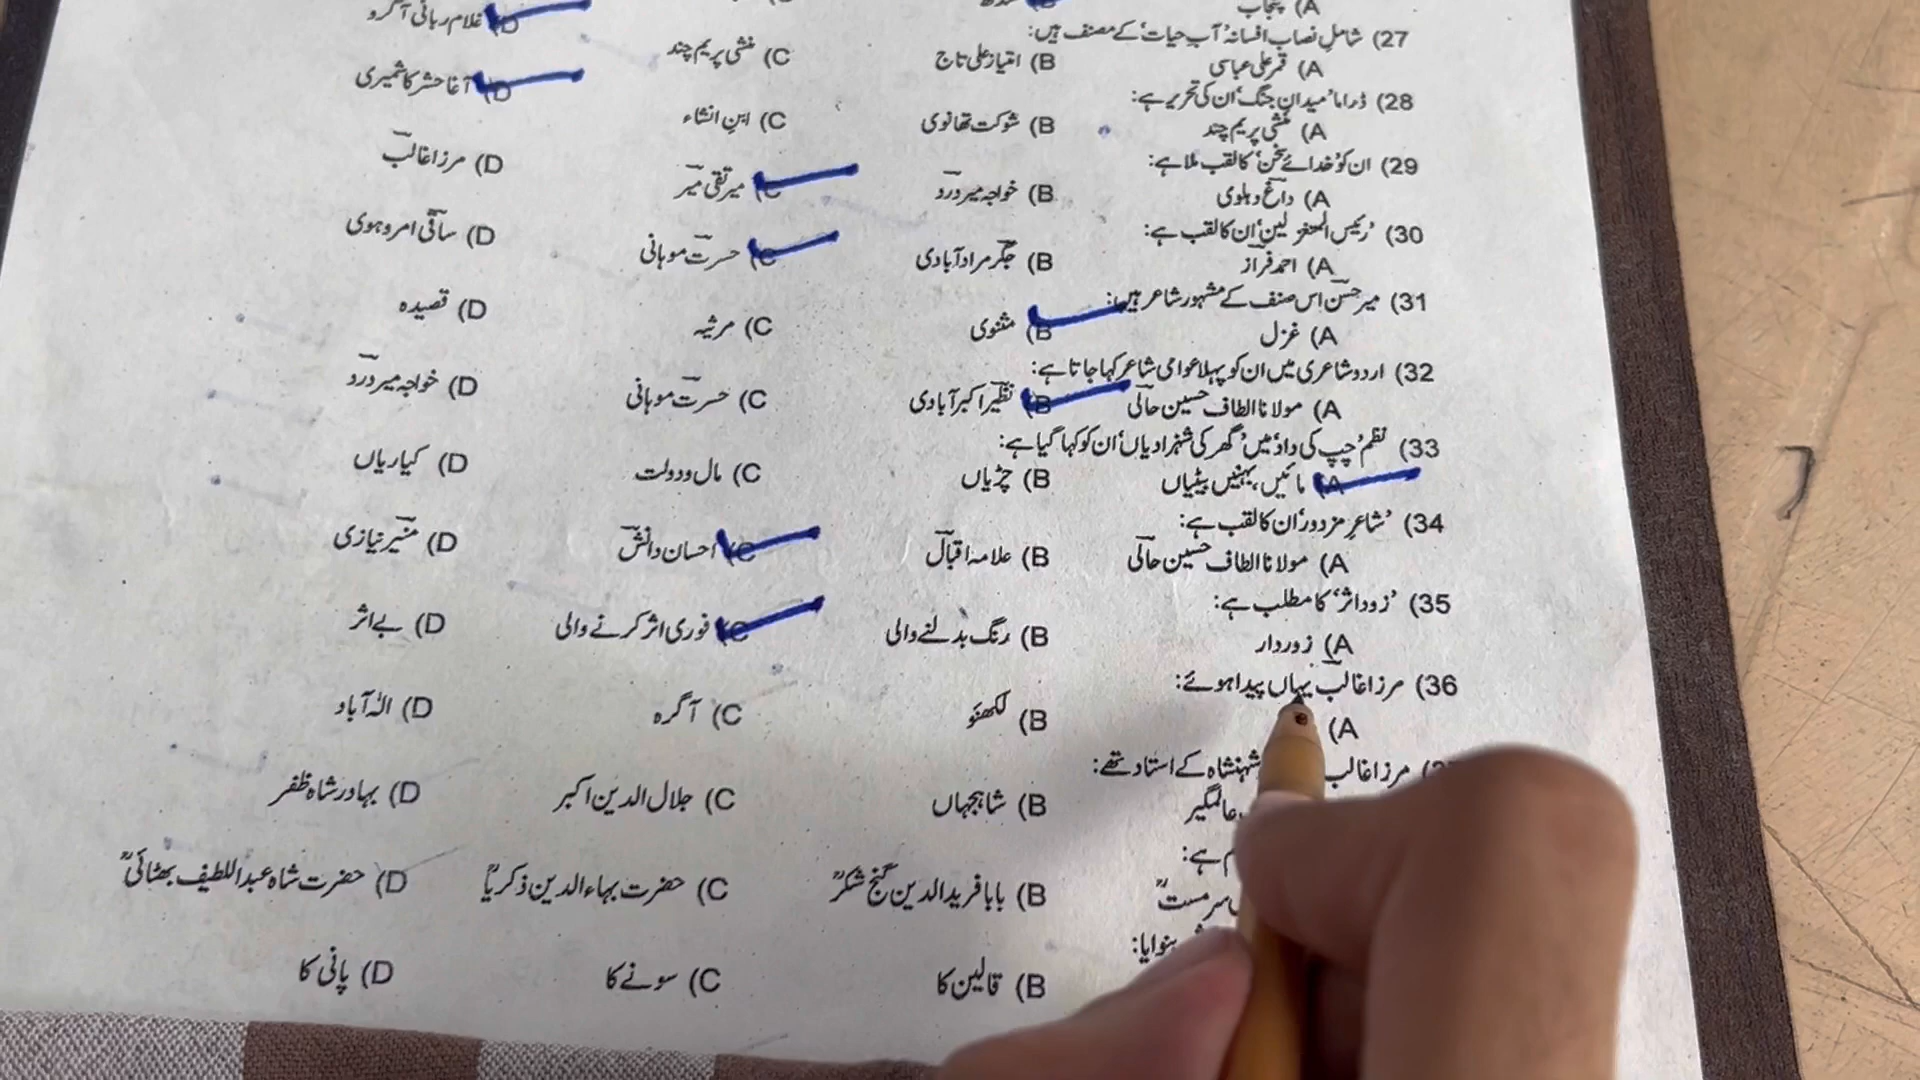 A) پنجاب
D) غلام ربانی آگرو
27) شاملِ نصاب افسانہ 'آبِ حیات' کے مصنف ہیں:
A) قمر علی عباسی B) امتیاز علی تاج C) منشی پریم چند D) آغا حشر کاشمیری
28) ڈراما 'میدانِ جنگ' ان کی تحریر ہے:
A) منشی پریم چند B) شوکت تھانوی C) ابنِ انشاء D) مرزا غالب
29) ان کو 'خدائے سخن' کا لقب ملا ہے:
A) داغ دہلوی B) خواجہ میر درد C) میر تقی میر D) ساقی امروہوی
30) 'رئیس المتغزلین' ان کا لقب ہے:
A) احمد فراز B) جگر مراد آبادی C) حسرت موہانی D) قصیدہ
31) میر حسن اس صنف کے مشہور شاعر ہیں:
A) غزل B) مثنوی C) مرثیہ D) خواجہ میر درد
32) اردو شاعری میں ان کو پہلا عوامی شاعر کہا جاتا ہے:
A) مولانا الطاف حسین حالی B) نظیر اکبر آبادی C) حسرت موہانی D) کیاریاں
33) نظم 'چپ کی داد' میں 'گھر کی شہزادیاں' ان کو کہا گیا ہے:
A) مائیں، بہنیں بیٹیاں B) چڑیاں C) مال و دولت D) منیر نیازی
34) 'شاعرِ مزدور' ان کا لقب ہے:
A) مولانا الطاف حسین حالی B) علامہ اقبال C) احسان دانش D) بے اثر
35) 'زود اثر' کا مطلب ہے:
A) زوردار B) رنگ بدلنے والی C) فوری اثر کرنے والی D) الٰہ آباد
36) مرزا غالب یہاں پیدا ہوئے:
A) B) لکھنؤ C) آگرہ D) بہادر شاہ ظفر
مرزا غالب شہنشاہ کے استاد تھے:
عالمگیر B) شاہجہاں C) جلال الدین اکبر D) حضرت شاہ عبداللطیف بھٹائیؒ
ہے:
سرمستؒ B) بابا فرید الدین گنج شکرؒ C) حضرت بہاء الدین ذکریاؒ D) پانی کا
بنوایا:
B) قالین کا C) سونے کا